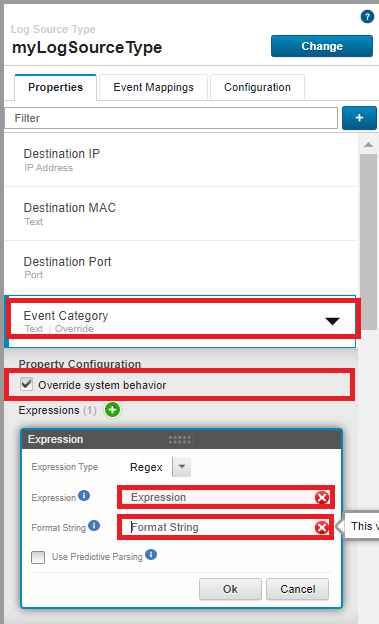 Log Source Type
myLogSourceType
Change
Properties
Event Mappings
Configuration
Filter
Destination IP
IP Address
Destination MAC
Text
Destination Port
Port
Event Category
Text | Override
Property Configuration
Override system behavior
Expressions (1)
Expression
Expression Type
Regex
Expression
Expression
Format String
Format String
This v
Use Predictive Parsing
Ok
Cancel